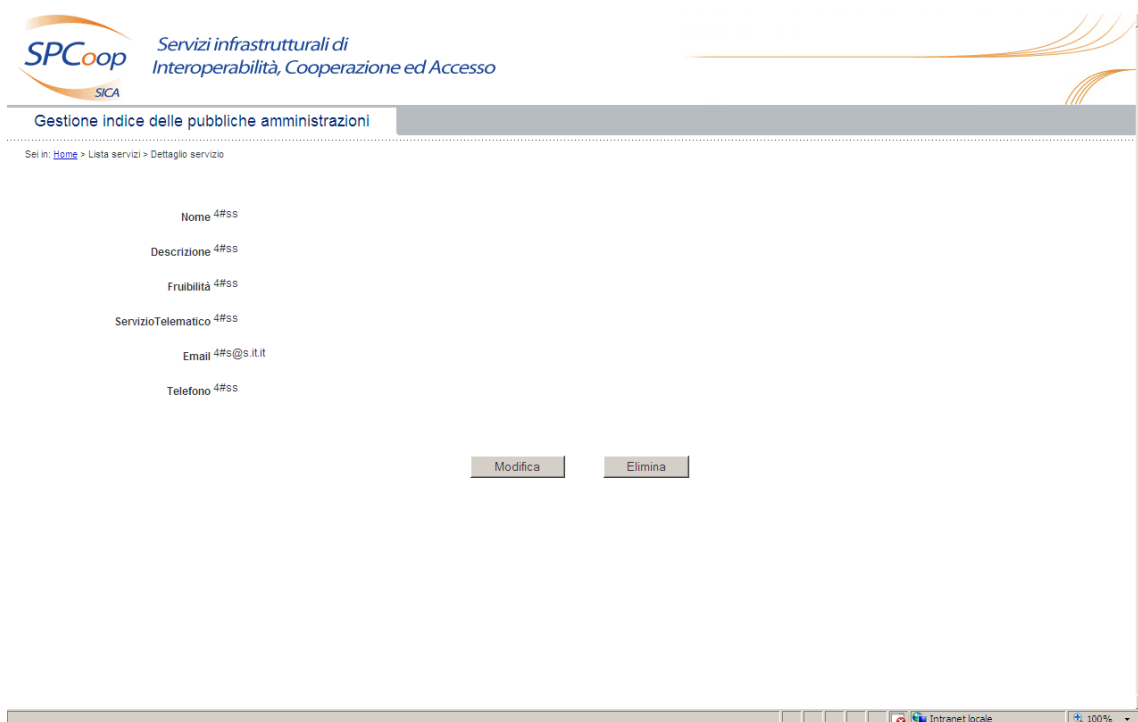 SPCoop
SICA
Servizi infrastrutturali di
Interoperabilità, Cooperazione ed Accesso
Gestione indice delle pubbliche amministrazioni
Sei in: Home > Lista servizi > Dettaglio servizio
Nome 4#ss
Descrizione 4#ss
Fruibilità 4#ss
ServizioTelematico 4#ss
Email 4#s@s.it.it
Telefono 4#ss
Modifica Elimina
Intranet locale 100%